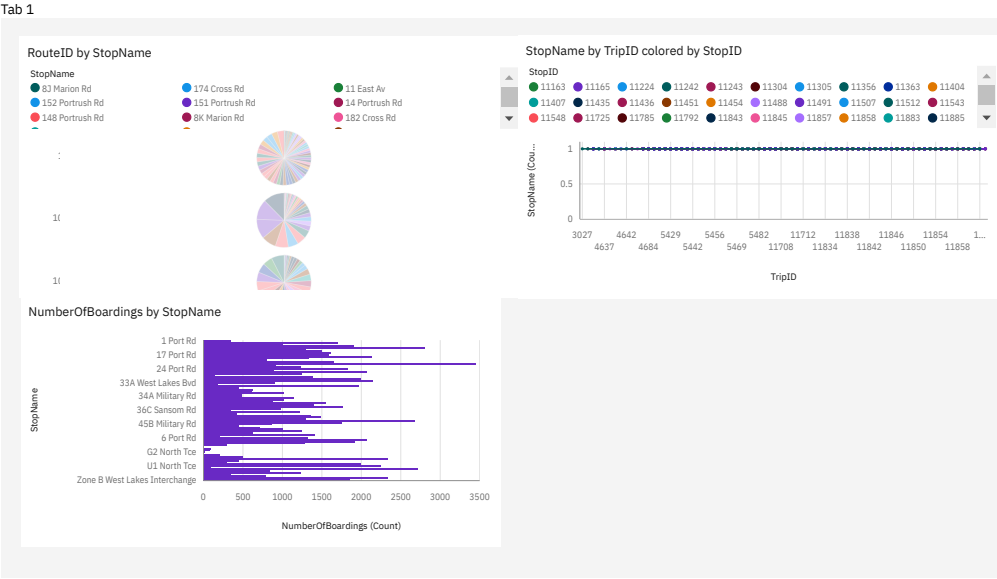 Tab 1
RouteID by StopName
StopName
8J Marion Rd 174 Cross Rd 11 East Av
152 Portrush Rd 151 Portrush Rd 14 Portrush Rd
148 Portrush Rd 8K Marion Rd 182 Cross Rd
10
10
StopName by TripID colored by StopID
StopID
11163 11165 11224 11242 11243 11304 11305 11356 11363 11404
11407 11435 11436 11451 11454 11488 11491 11507 11512 11543
11548 11725 11785 11792 11843 11845 11857 11858 11883 11885
StopName (Cou...
1
0.5
0
3027 4642 5429 5456 5482 11712 11838 11846 11854 1...
4637 4684 5442 5469 11708 11834 11842 11850 11858
TripID
NumberOfBoardings by StopName
StopName
1 Port Rd
17 Port Rd
24 Port Rd
33A West Lakes Bvd
34A Military Rd
36C Sansom Rd
45B Military Rd
6 Port Rd
G2 North Tce
U1 North Tce
Zone B West Lakes Interchange
0 500 1000 1500 2000 2500 3000 3500
NumberOfBoardings (Count)